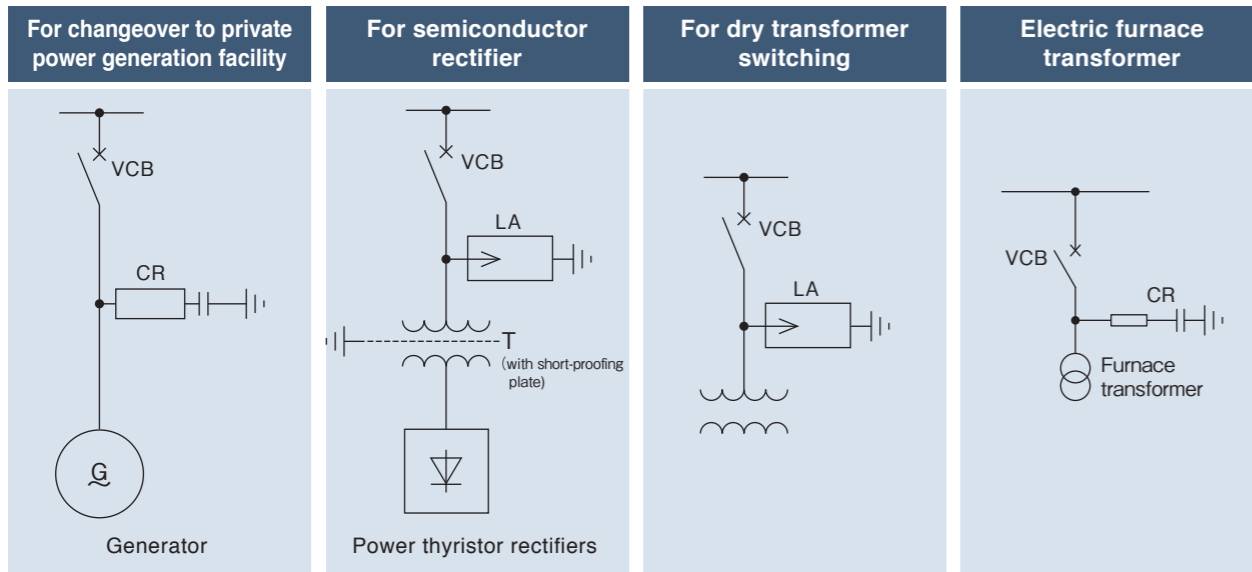 For changeover to private
power generation facility
VCB
CR
G
Generator
For semiconductor
rectifier
VCB
LA
T
(with short-proofing
plate)
Power thyristor rectifiers
For dry transformer
switching
VCB
LA
Electric furnace
transformer
VCB
CR
Furnace
transformer